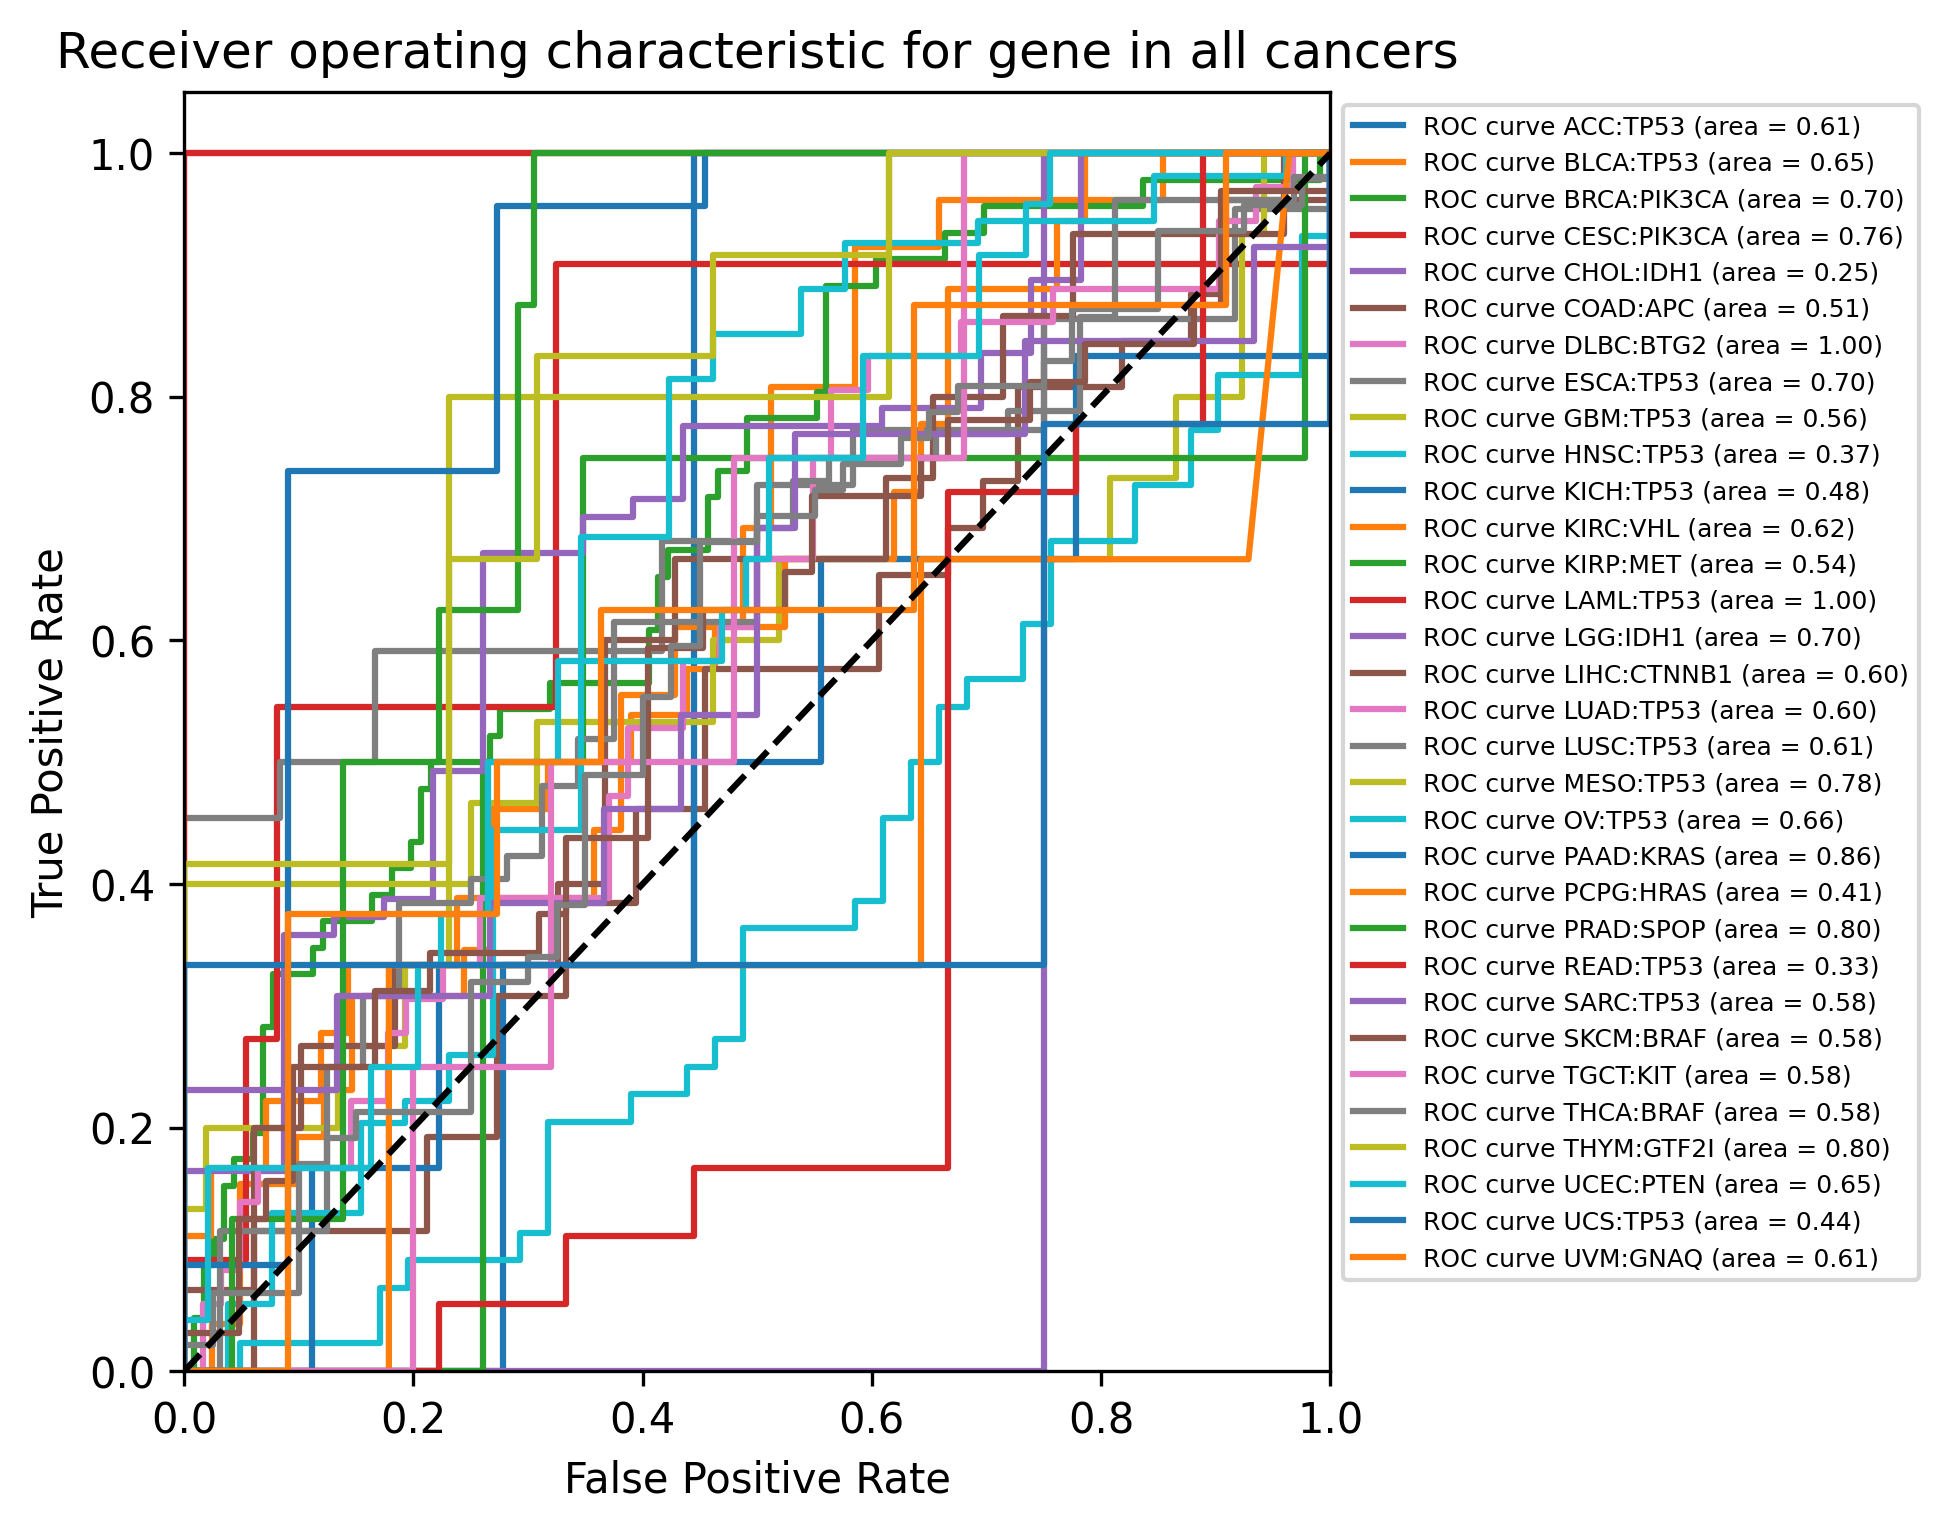 Receiver operating characteristic for gene in all cancers
True Positive Rate
1.0
0.8
0.6
0.4
0.2
0.0
0.0 0.2 0.4 0.6 0.8 1.0
False Positive Rate
ROC curve ACC:TP53 (area = 0.61)
ROC curve BLCA:TP53 (area = 0.65)
ROC curve BRCA:PIK3CA (area = 0.70)
ROC curve CESC:PIK3CA (area = 0.76)
ROC curve CHOL:IDH1 (area = 0.25)
ROC curve COAD:APC (area = 0.51)
ROC curve DLBC:BTG2 (area = 1.00)
ROC curve ESCA:TP53 (area = 0.70)
ROC curve GBM:TP53 (area = 0.56)
ROC curve HNSC:TP53 (area = 0.37)
ROC curve KICH:TP53 (area = 0.48)
ROC curve KIRC:VHL (area = 0.62)
ROC curve KIRP:MET (area = 0.54)
ROC curve LAML:TP53 (area = 1.00)
ROC curve LGG:IDH1 (area = 0.70)
ROC curve LIHC:CTNNB1 (area = 0.60)
ROC curve LUAD:TP53 (area = 0.60)
ROC curve LUSC:TP53 (area = 0.61)
ROC curve MESO:TP53 (area = 0.78)
ROC curve OV:TP53 (area = 0.66)
ROC curve PAAD:KRAS (area = 0.86)
ROC curve PCPG:HRAS (area = 0.41)
ROC curve PRAD:SPOP (area = 0.80)
ROC curve READ:TP53 (area = 0.33)
ROC curve SARC:TP53 (area = 0.58)
ROC curve SKCM:BRAF (area = 0.58)
ROC curve TGCT:KIT (area = 0.58)
ROC curve THCA:BRAF (area = 0.58)
ROC curve THYM:GTF2I (area = 0.80)
ROC curve UCEC:PTEN (area = 0.65)
ROC curve UCS:TP53 (area = 0.44)
ROC curve UVM:GNAQ (area = 0.61)